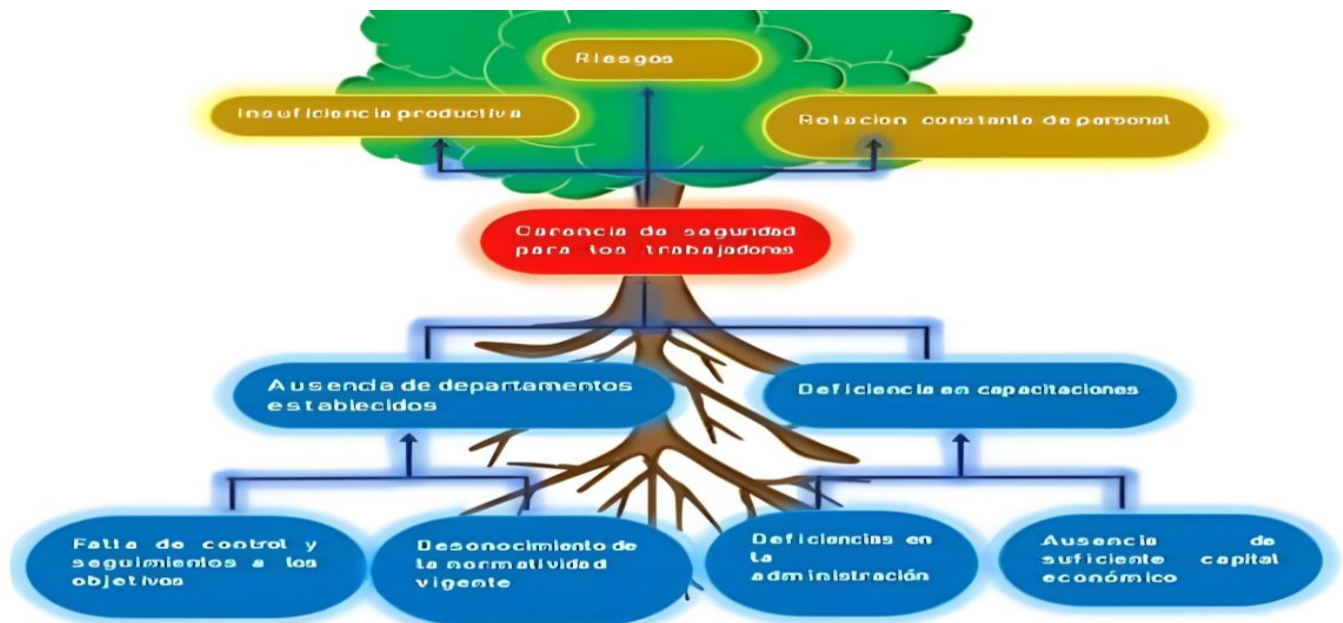 Riesgos
Insuficiencia productiva
Rotacion constante de personal
Carencia de seguridad
para los trabajadores
Ausencia de departamentos
establecidos
Deficiencia en capacitaciones
Falta de control y
seguimientos a los
objetivos
Desonocimiento de
la normatividad
vigente
Deficiencias en
la
administración
Ausencia de
suficiente capital
económico